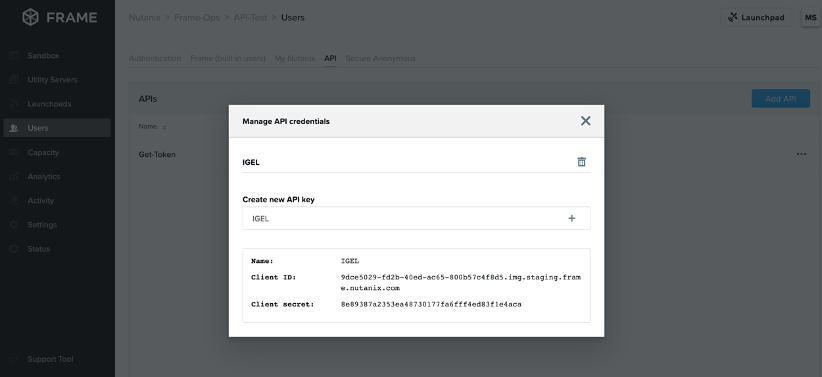 FRAME
Nutanix > Frame-Ops > API-Test > Users
Launchpad
MS
Sandbox
Utility Servers
Launchpads
Users
Capacity
Analytics
Activity
Settings
Status
Support Tool
Authentication Frame (built-in users) My Nutanix API Secure Anonymous
APIs
Add API
Name
Get-Token
Manage API credentials
IGEL
Create new API key
IGEL
Name: IGEL
Client ID: 9dce5029-fd2b-40ed-ac65-800b57c4f8d5.img.staging.fram
e.nutanix.com
Client secret: 8e89387a2353ea48730177fa6fff4ed83f1e4aca